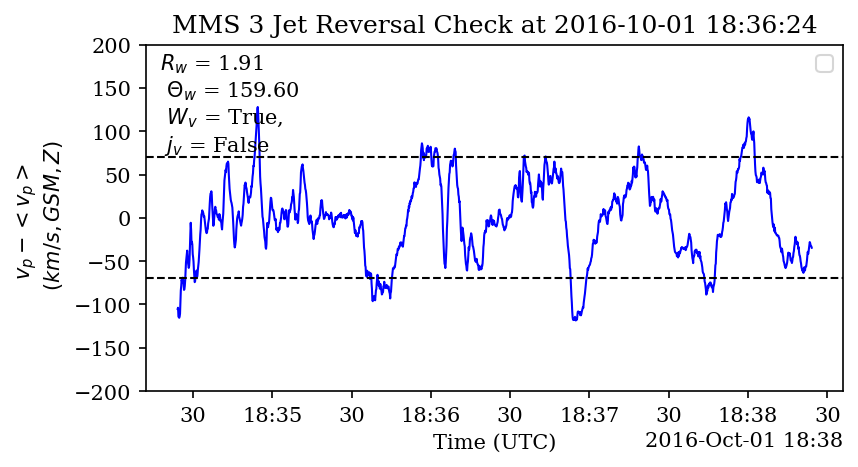 MMS 3 Jet Reversal Check at 2016-10-01 18:36:24
200
150
100
50
0
−50
−100
−150
−200
v_p − < v_p >
(km/s, GSM, Z)
R_w = 1.91
Θ_w = 159.60
W_v = True,
j_v = False
30 18:35 30 18:36 30 18:37 30 18:38 30
Time (UTC)
2016-Oct-01 18:38